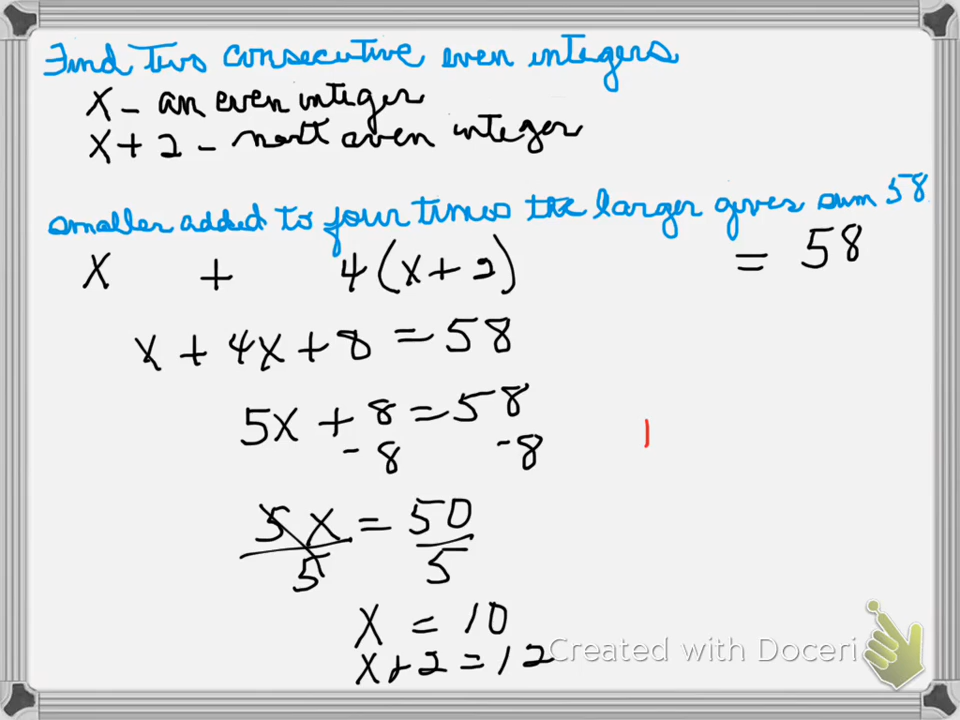 Find two consecutive even integers
X - an even integer
X + 2 - next even integer
smaller added to four times the larger gives sum 58
X + 4(X + 2) = 58
X + 4X + 8 = 58
5X + 8 = 58
- 8 -8
5X = 50
5 5
X = 10
X + 2 = 12
Created with Doceri